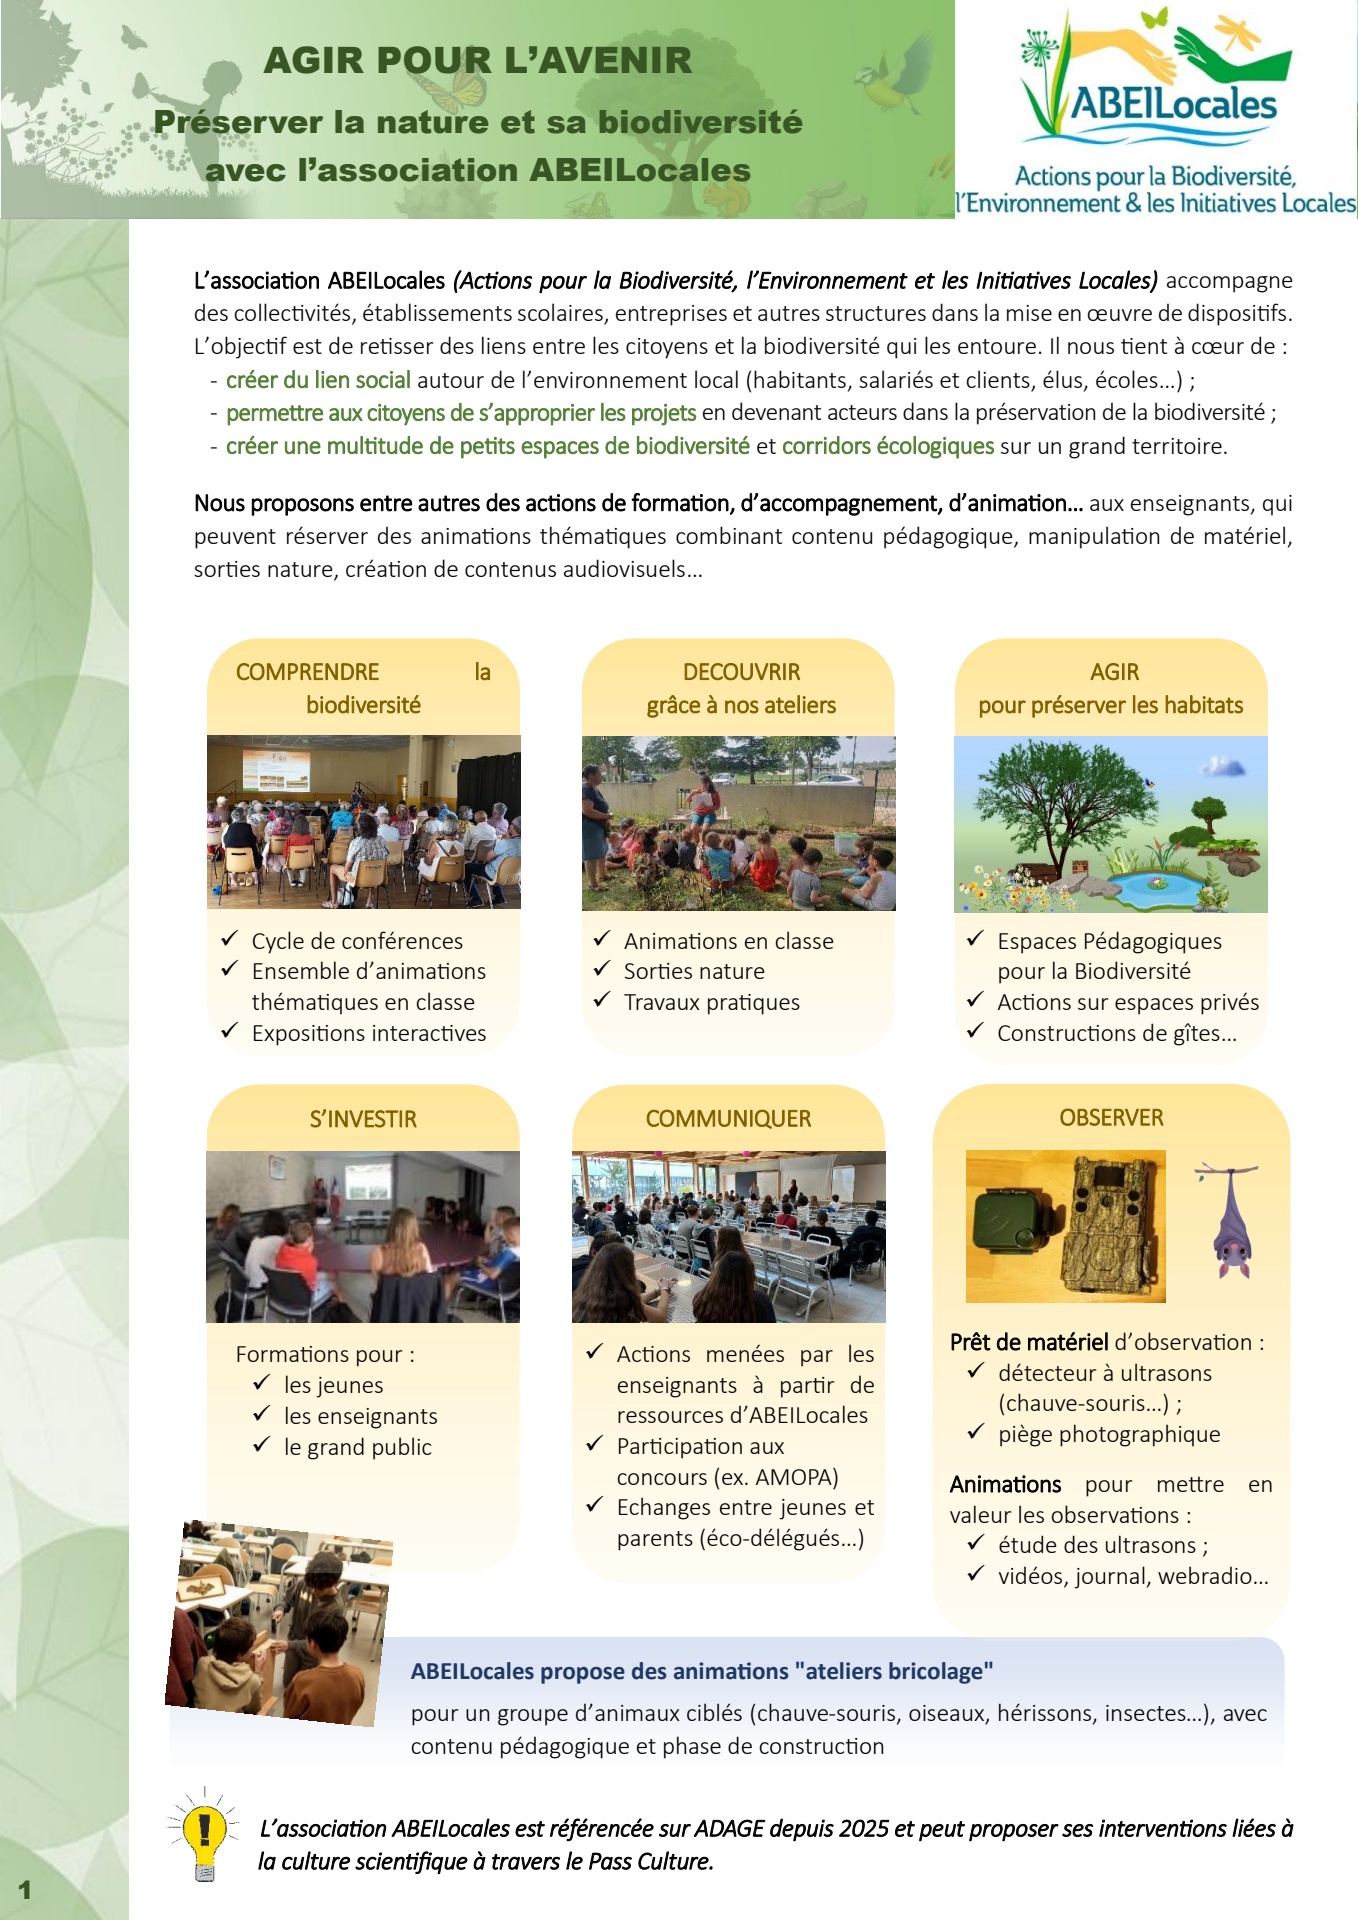 AGIR POUR L’AVENIR
Préserver la nature et sa biodiversité
avec l’association ABEILocales
ABEILocales
Actions pour la Biodiversité,
l’Environnement & les Initiatives Locales
L’association ABEILocales (Actions pour la Biodiversité, l’Environnement et les Initiatives Locales) accompagne
des collectivités, établissements scolaires, entreprises et autres structures dans la mise en œuvre de dispositifs.
L’objectif est de retisser des liens entre les citoyens et la biodiversité qui les entoure. Il nous tient à cœur de :
- créer du lien social autour de l’environnement local (habitants, salariés et clients, élus, écoles…) ;
- permettre aux citoyens de s’approprier les projets en devenant acteurs dans la préservation de la biodiversité ;
- créer une multitude de petits espaces de biodiversité et corridors écologiques sur un grand territoire.
Nous proposons entre autres des actions de formation, d’accompagnement, d’animation… aux enseignants, qui
peuvent réserver des animations thématiques combinant contenu pédagogique, manipulation de matériel,
sorties nature, création de contenus audiovisuels…
COMPRENDRE la
biodiversité
✓ Cycle de conférences
✓ Ensemble d’animations
thématiques en classe
✓ Expositions interactives
DECOUVRIR
grâce à nos ateliers
✓ Animations en classe
✓ Sorties nature
✓ Travaux pratiques
AGIR
pour préserver les habitats
✓ Espaces Pédagogiques
pour la Biodiversité
✓ Actions sur espaces privés
✓ Constructions de gîtes…
S’INVESTIR
Formations pour :
✓ les jeunes
✓ les enseignants
✓ le grand public
COMMUNIQUER
✓ Actions menées par les
enseignants à partir de
ressources d’ABEILocales
✓ Participation aux
concours (ex. AMOPA)
✓ Echanges entre jeunes et
parents (éco-délégués…)
OBSERVER
Prêt de matériel d’observation :
✓ détecteur à ultrasons
(chauve-souris…) ;
✓ piège photographique
Animations pour mettre en
valeur les observations :
✓ étude des ultrasons ;
✓ vidéos, journal, webradio…
ABEILocales propose des animations "ateliers bricolage"
pour un groupe d’animaux ciblés (chauve-souris, oiseaux, hérissons, insectes…), avec
contenu pédagogique et phase de construction
L’association ABEILocales est référencée sur ADAGE depuis 2025 et peut proposer ses interventions liées à
la culture scientifique à travers le Pass Culture.
1